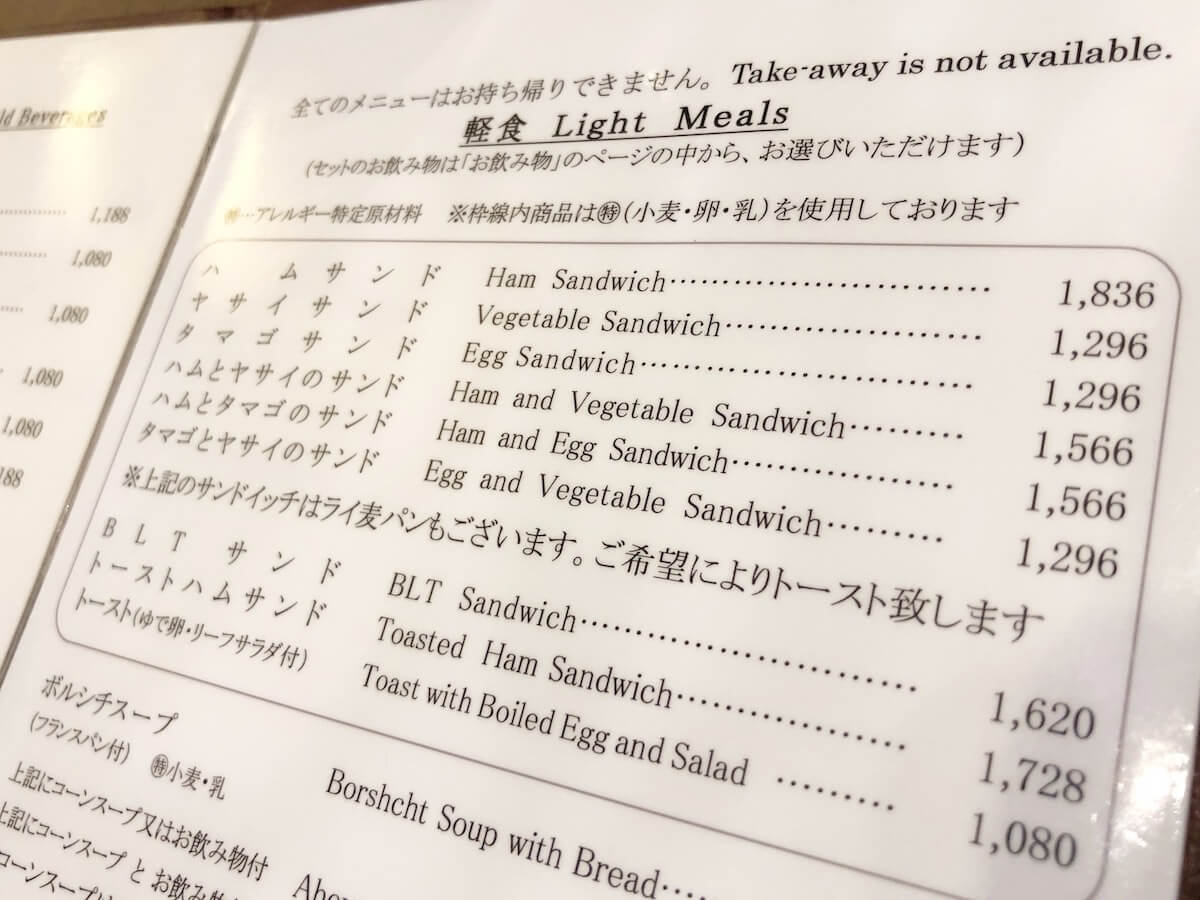 ld Beverages
1,188
1,080
1,080
1,080
1,080
188
全てのメニューはお持ち帰りできません。 Take-away is not available.
軽食 Light Meals
(セットのお飲み物は「お飲み物」のページの中から、お選びいただけます)
㊕…アレルギー特定原材料 ※枠線内商品は㊕(小麦・卵・乳)を使用しております
ハムサンド Ham Sandwich…………………………… 1,836
ヤサイサンド Vegetable Sandwich……………………… 1,296
タマゴサンド Egg Sandwich…………………………… 1,296
ハムとヤサイのサンド Ham and Vegetable Sandwich………… 1,566
ハムとタマゴのサンド Ham and Egg Sandwich………………… 1,566
タマゴとヤサイのサンド Egg and Vegetable Sandwich………… 1,296
※上記のサンドイッチはライ麦パンもございます。ご希望によりトースト致します
BLTサンド BLT Sandwich…………………………… 1,620
トーストハムサンド Toasted Ham Sandwich………………… 1,728
トースト(ゆで卵・リーフサラダ付) Toast with Boiled Egg and Salad ………… 1,080
ボルシチスープ
(フランスパン付) ㊕小麦・乳 Borshcht Soup with Bread……
上記にコーンスープ又はお飲み物付
上記にコーンスープ と お飲み物
コーンスープ